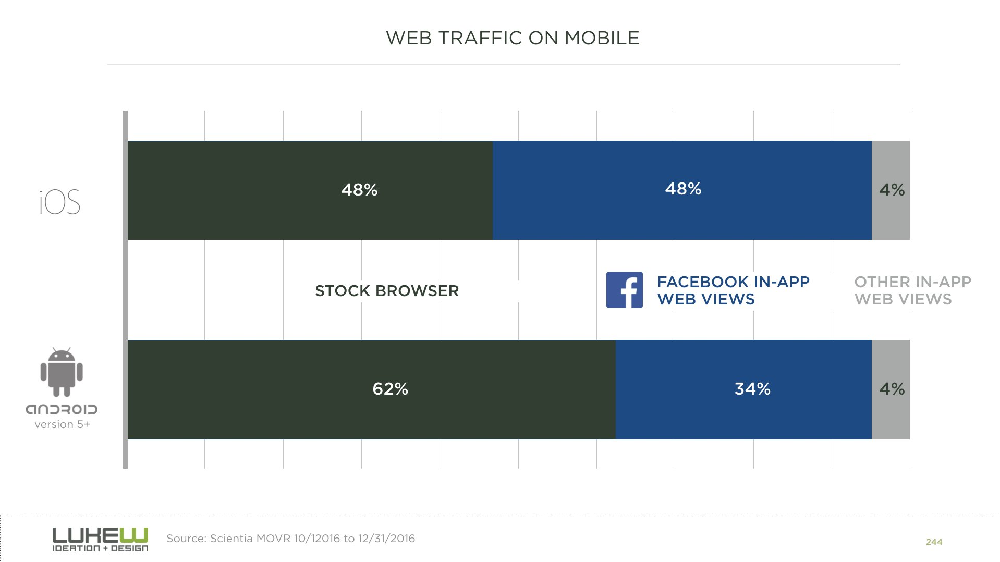 WEB TRAFFIC ON MOBILE
iOS
48%
48%
4%
STOCK BROWSER
FACEBOOK IN-APP
WEB VIEWS
OTHER IN-APP
WEB VIEWS
62%
34%
4%
ANDROID
version 5+
LUKEW
IDEATION + DESIGN
Source: Scientia MOVR 10/12016 to 12/31/2016
244